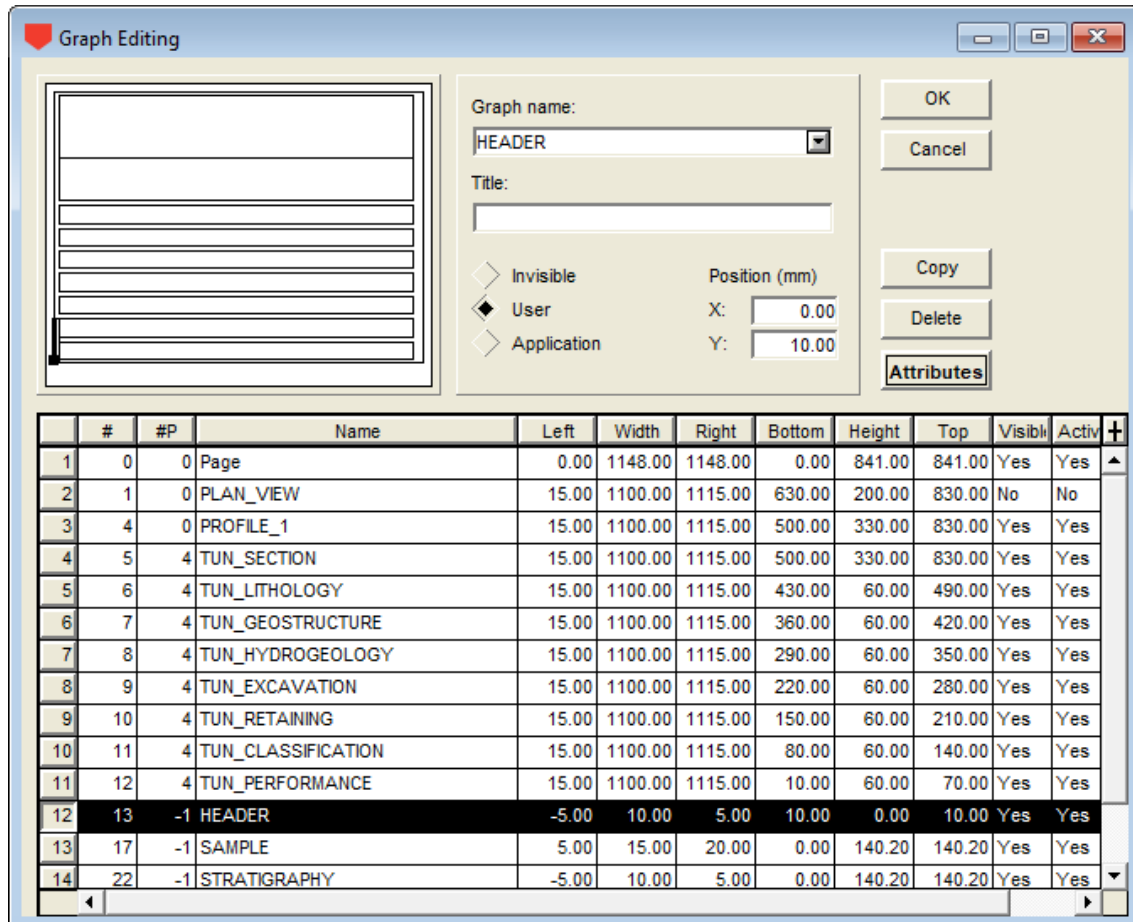 Graph Editing
Graph name:
HEADER
Title:
Invisible
User
Application
Position (mm)
X: 0.00
Y: 10.00
OK
Cancel
Copy
Delete
Attributes
# #P Name Left Width Right Bottom Height Top Visibl Activ +
1 0 0 Page 0.00 1148.00 1148.00 0.00 841.00 841.00 Yes Yes
2 1 0 PLAN_VIEW 15.00 1100.00 1115.00 630.00 200.00 830.00 No No
3 4 0 PROFILE_1 15.00 1100.00 1115.00 500.00 330.00 830.00 Yes Yes
4 5 4 TUN_SECTION 15.00 1100.00 1115.00 500.00 330.00 830.00 Yes Yes
5 6 4 TUN_LITHOLOGY 15.00 1100.00 1115.00 430.00 60.00 490.00 Yes Yes
6 7 4 TUN_GEOSTRUCTURE 15.00 1100.00 1115.00 360.00 60.00 420.00 Yes Yes
7 8 4 TUN_HYDROGEOLOGY 15.00 1100.00 1115.00 290.00 60.00 350.00 Yes Yes
8 9 4 TUN_EXCAVATION 15.00 1100.00 1115.00 220.00 60.00 280.00 Yes Yes
9 10 4 TUN_RETAINING 15.00 1100.00 1115.00 150.00 60.00 210.00 Yes Yes
10 11 4 TUN_CLASSIFICATION 15.00 1100.00 1115.00 80.00 60.00 140.00 Yes Yes
11 12 4 TUN_PERFORMANCE 15.00 1100.00 1115.00 10.00 60.00 70.00 Yes Yes
12 13 -1 HEADER -5.00 10.00 5.00 10.00 0.00 10.00 Yes Yes
13 17 -1 SAMPLE 5.00 15.00 20.00 0.00 140.20 140.20 Yes Yes
14 22 -1 STRATIGRAPHY -5.00 10.00 5.00 0.00 140.20 140.20 Yes Yes